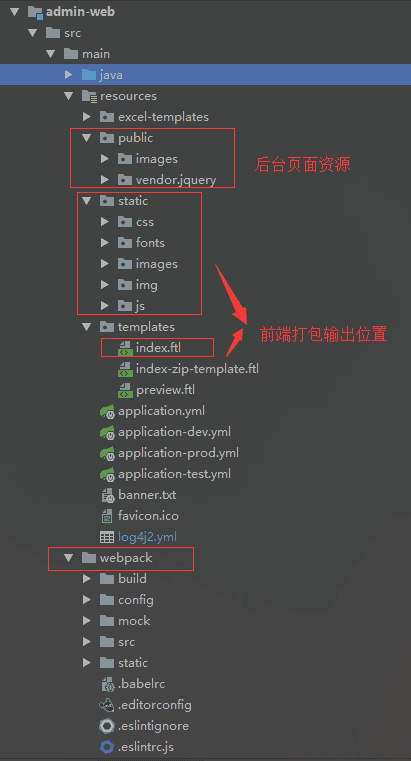 admin-web
src
main
java
resources
excel-templates
public
images
vendor.jquery
后台页面资源
static
css
fonts
images
img
js
templates
index.ftl
前端打包输出位置
index-zip-template.ftl
preview.ftl
application.yml
application-dev.yml
application-prod.yml
application-test.yml
banner.txt
favicon.ico
log4j2.yml
webpack
build
config
mock
src
static
.babelrc
.editorconfig
.eslintignore
.eslintrc.js